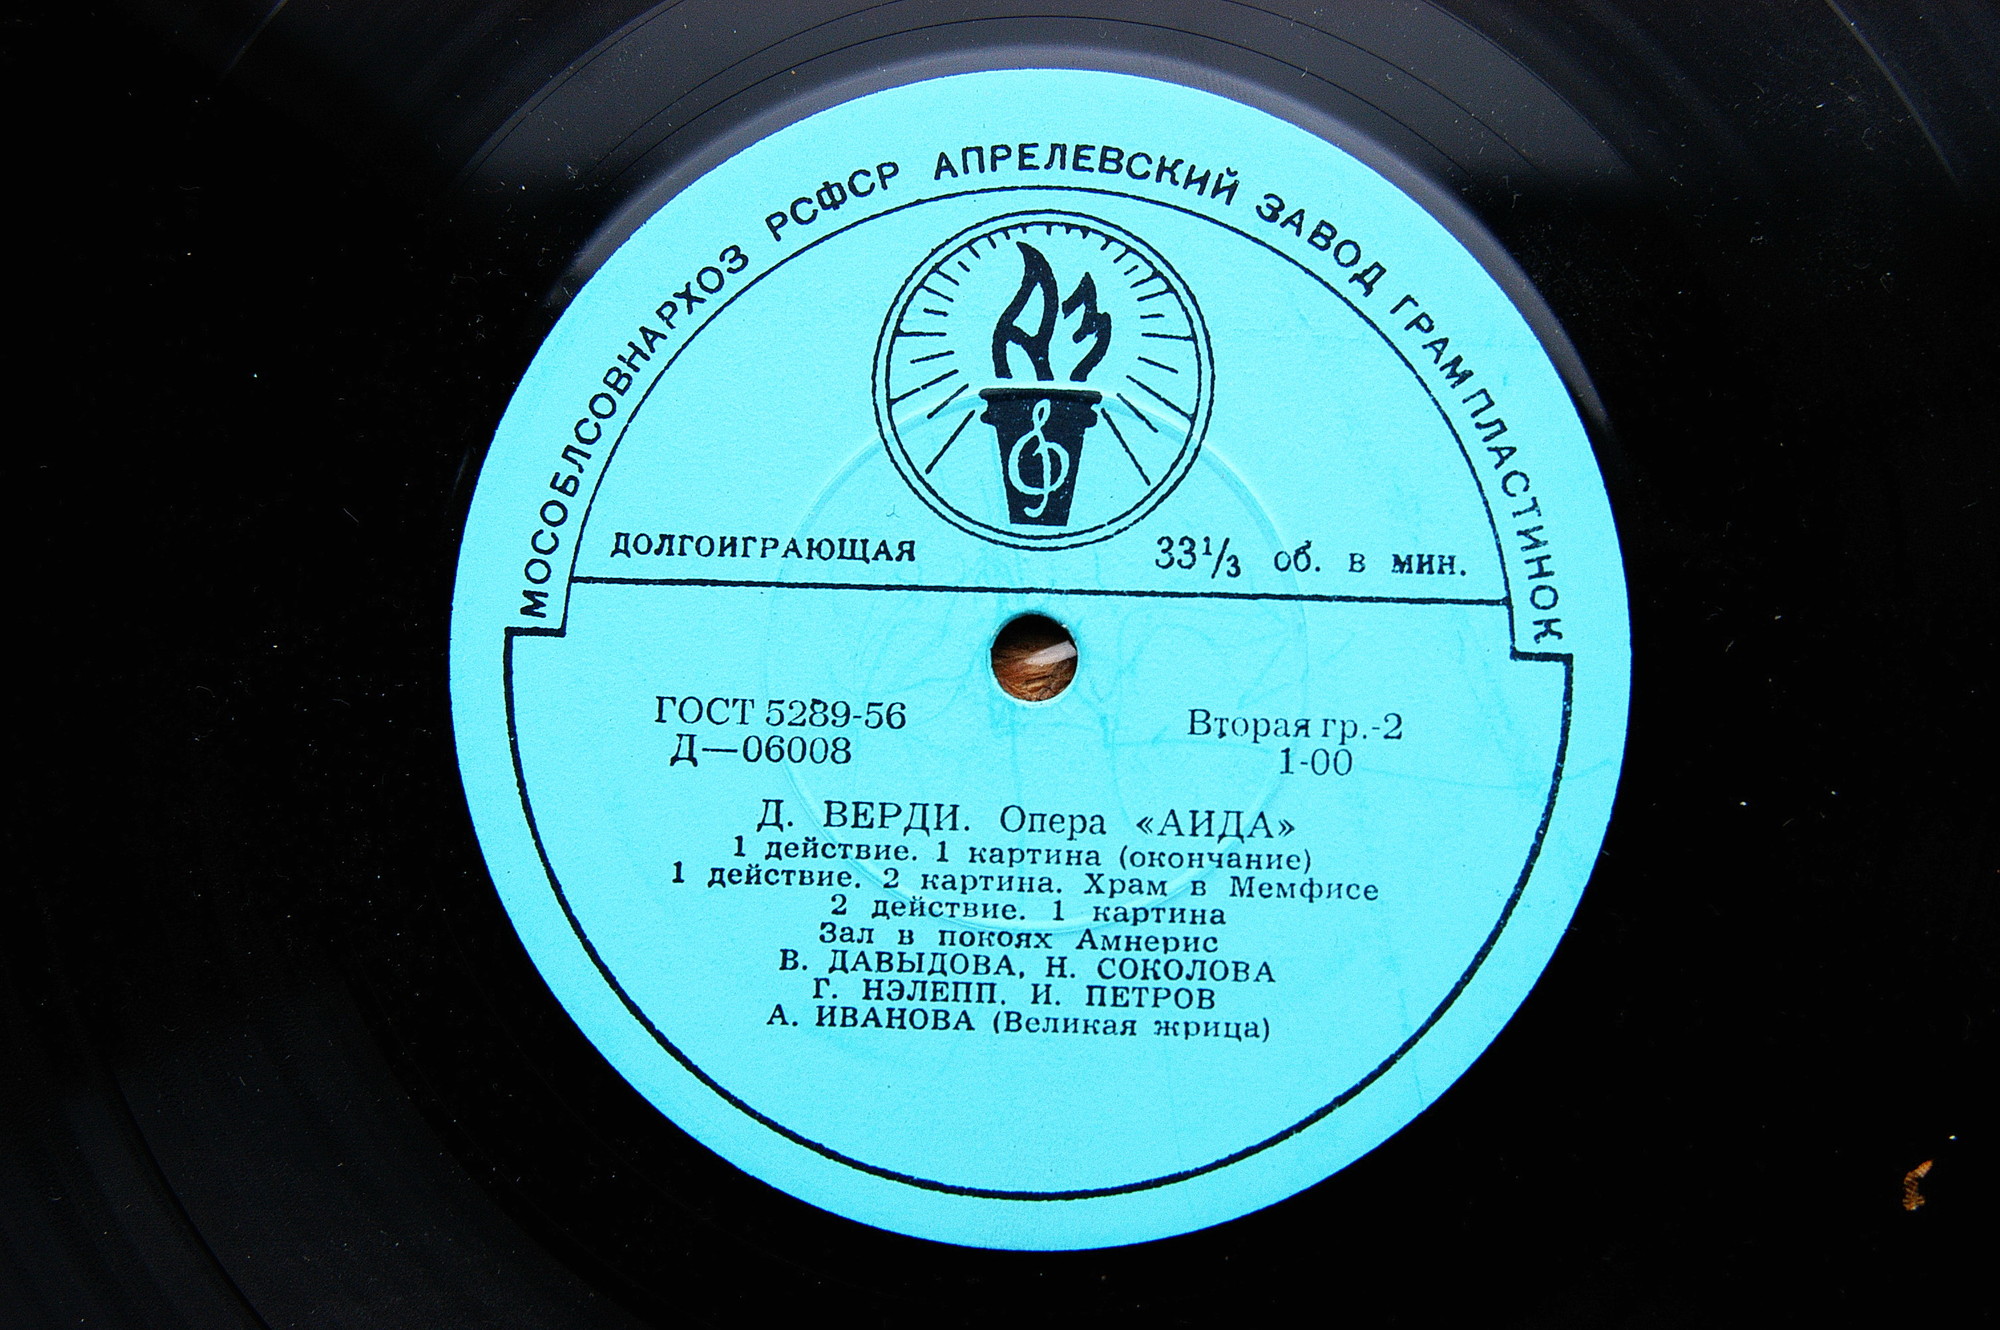 МОСОБЛСОВНАРХОЗ РСФСР АПРЕЛЕВСКИЙ ЗАВОД ГРАМПЛАСТИНОК
АЗ
ДОЛГОИГРАЮЩАЯ 33⅓ об. в мин.
ГОСТ 5289-56 Вторая гр.-2
Д—06008 1-00
Д. ВЕРДИ. Опера «АИДА»
1 действие. 1 картина (окончание)
1 действие. 2 картина. Храм в Мемфисе
2 действие. 1 картина
Зал в покоях Амнерис
В. ДАВЫДОВА, Н. СОКОЛОВА
Г. НЭЛЕПП, И. ПЕТРОВ
А. ИВАНОВА (Великая жрица)